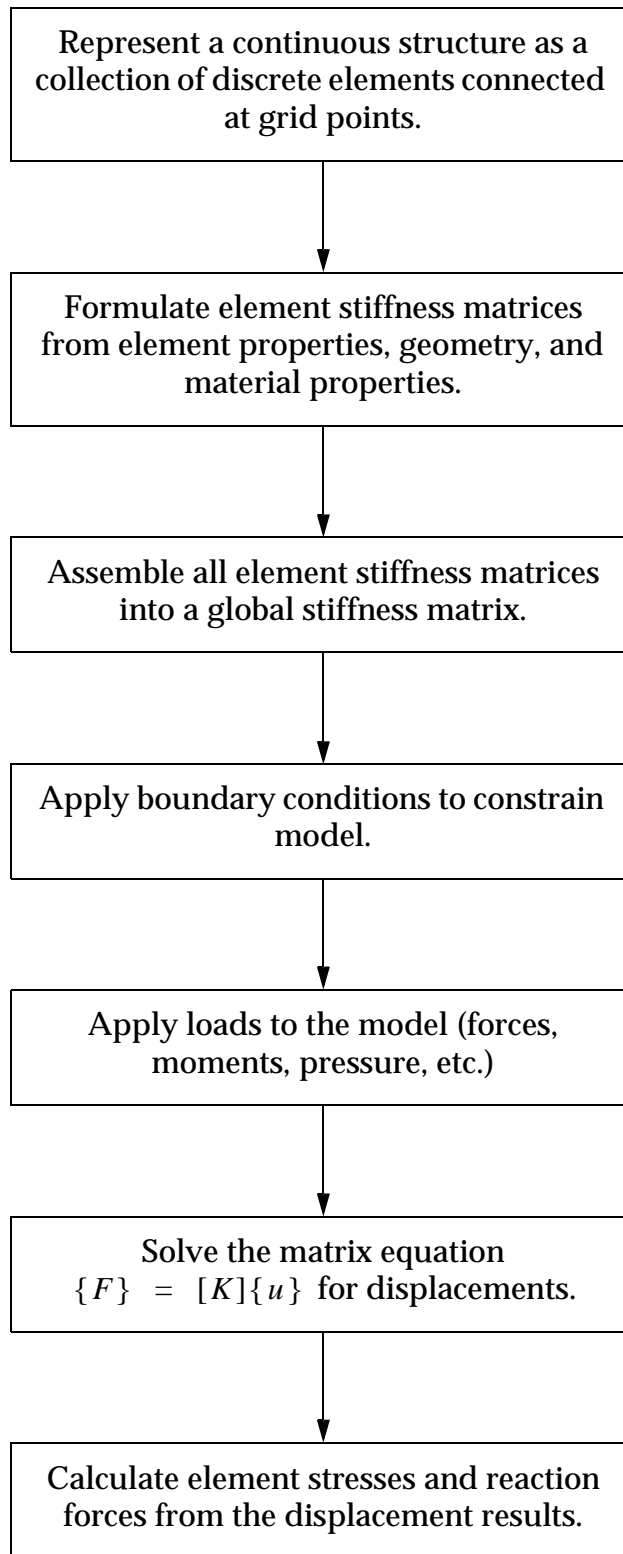 Represent a continuous structure as a
collection of discrete elements connected
at grid points.
Formulate element stiffness matrices
from element properties, geometry, and
material properties.
Assemble all element stiffness matrices
into a global stiffness matrix.
Apply boundary conditions to constrain
model.
Apply loads to the model (forces,
moments, pressure, etc.)
Solve the matrix equation
{F} = [K]{u} for displacements.
Calculate element stresses and reaction
forces from the displacement results.